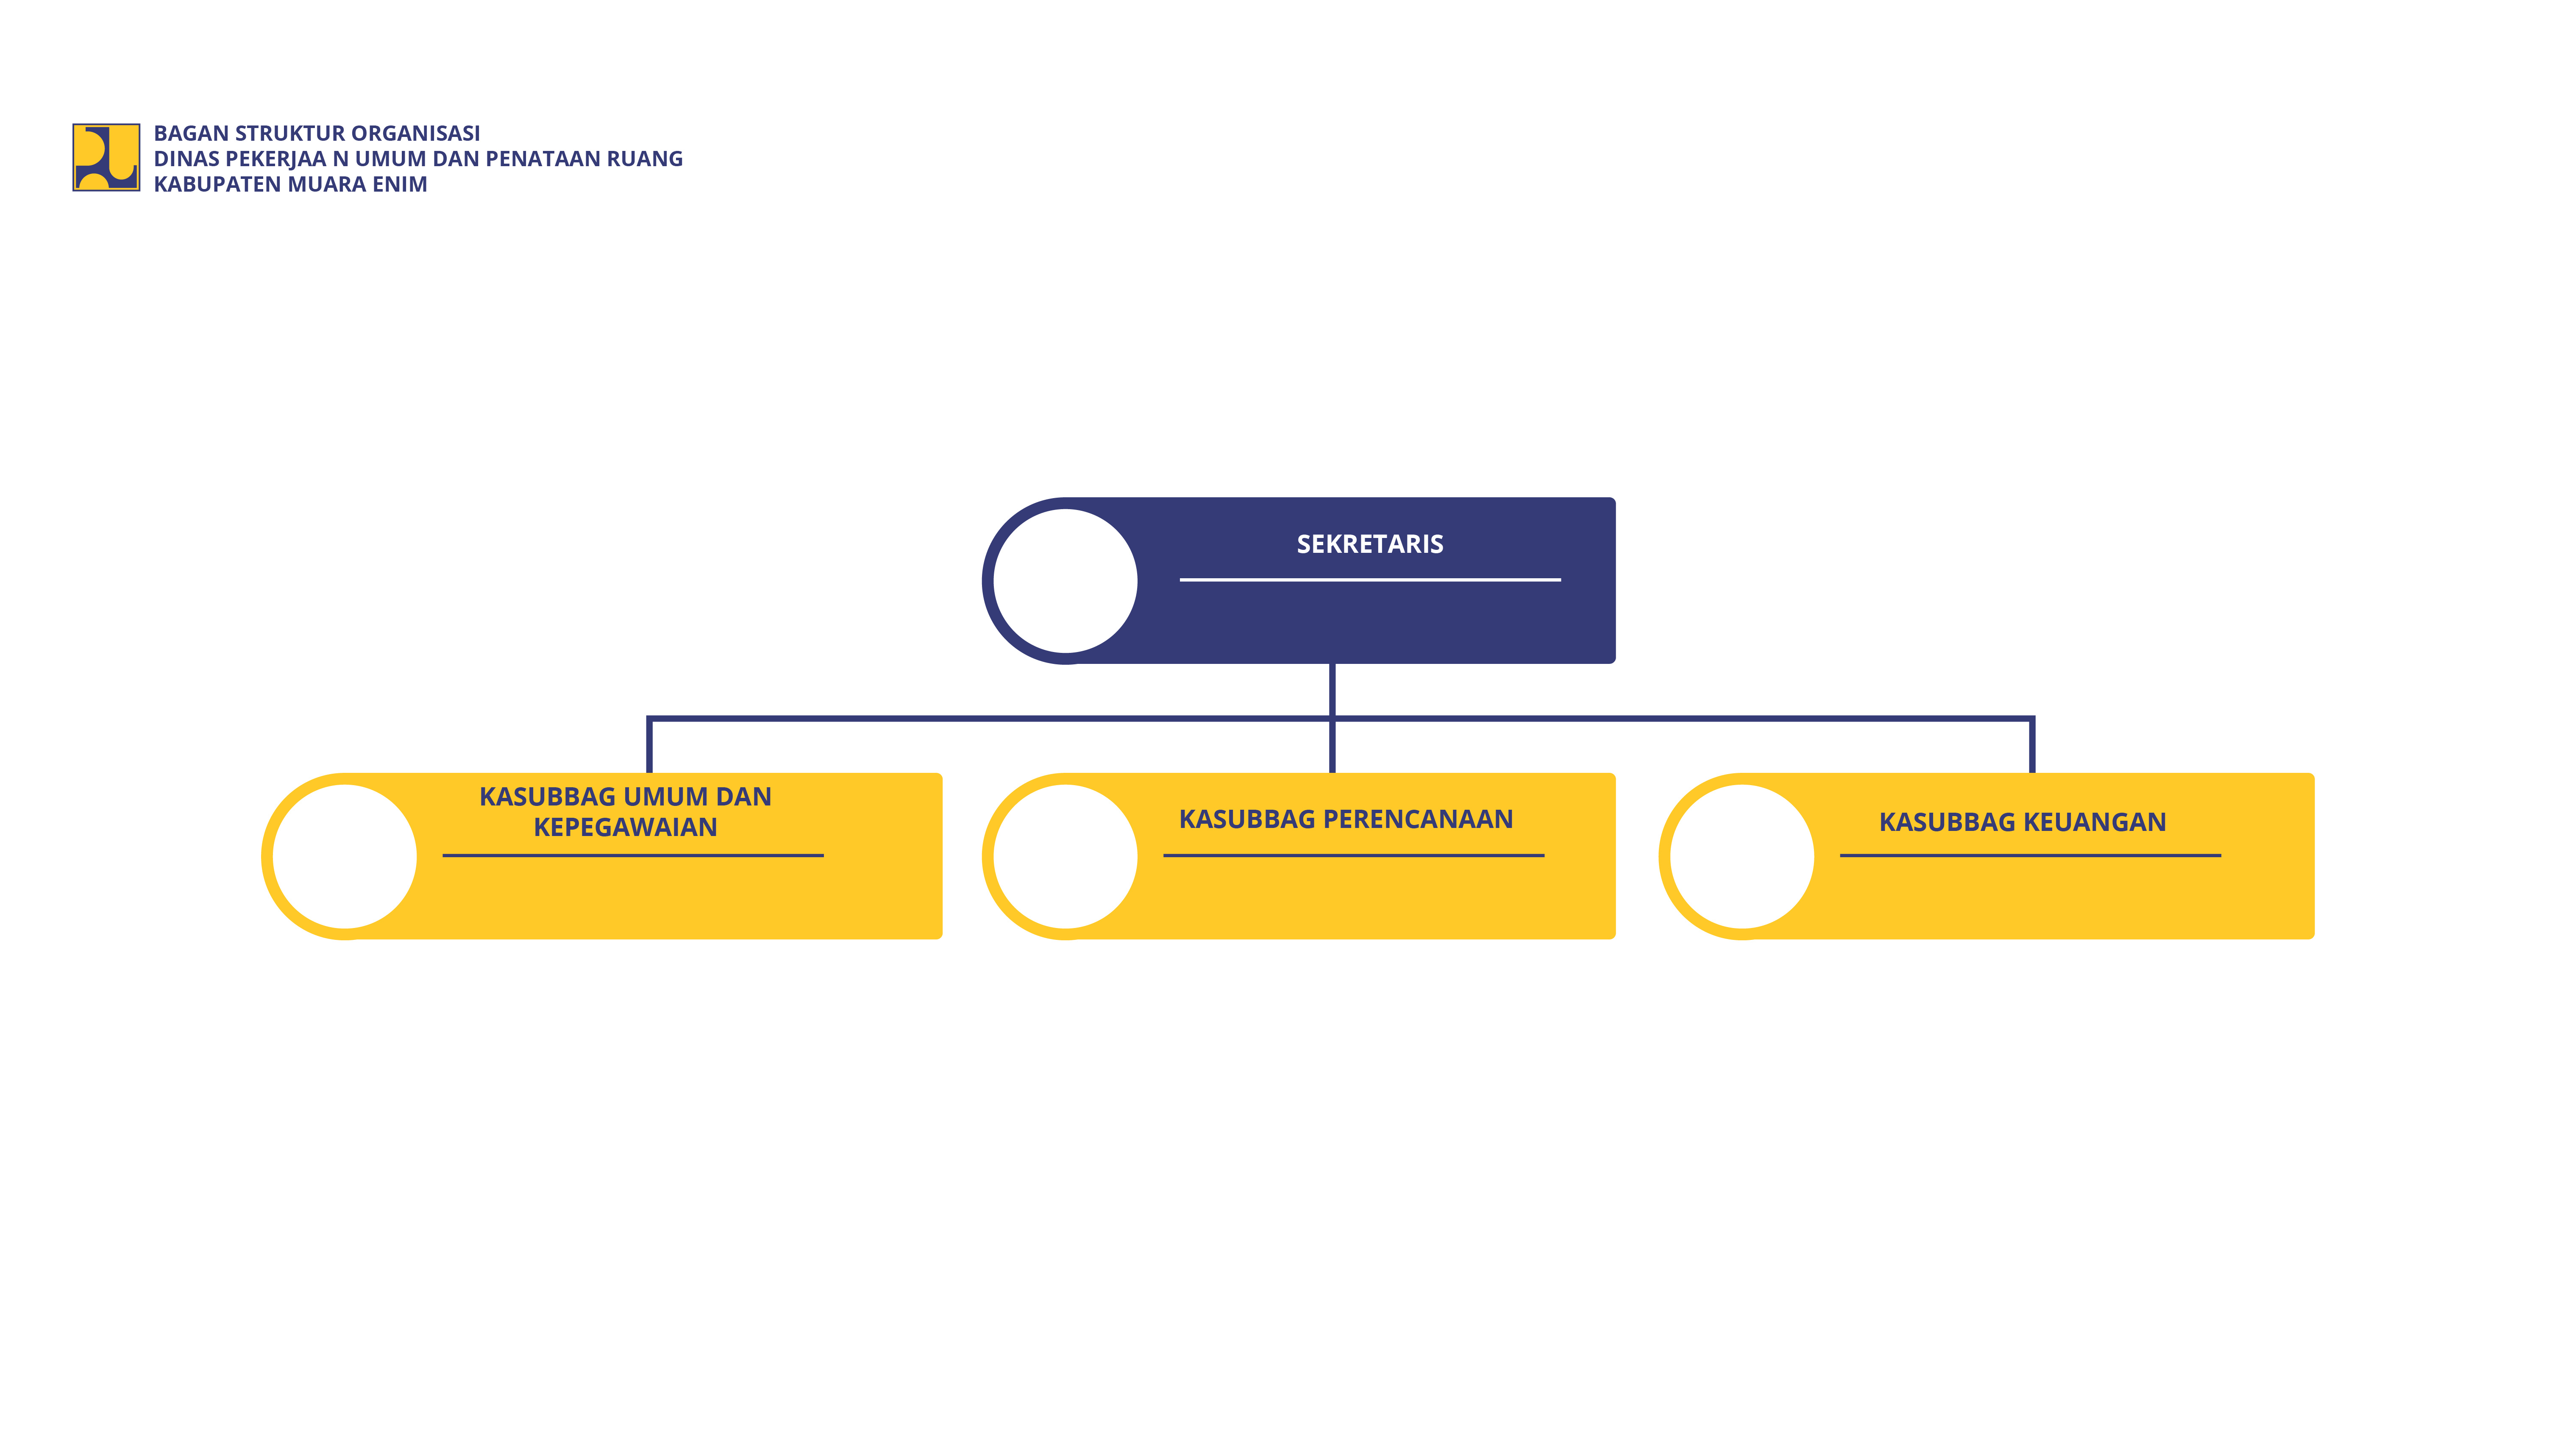 BAGAN STRUKTUR ORGANISASI
DINAS PEKERJAA N UMUM DAN PENATAAN RUANG
KABUPATEN MUARA ENIM
SEKRETARIS
KASUBBAG UMUM DAN
KEPEGAWAIAN
KASUBBAG PERENCANAAN
KASUBBAG KEUANGAN